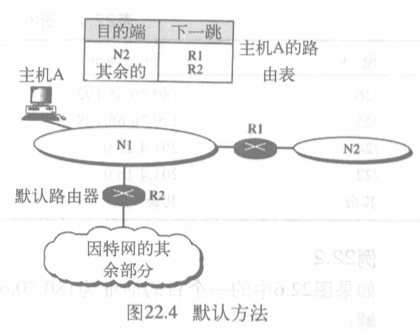 目的端 下一跳
N2 R1
其余的 R2
主机A的路
由表
主机A
N1
R1
N2
默认路由器
R2
因特网的其
余部分
图22.4 默认方法